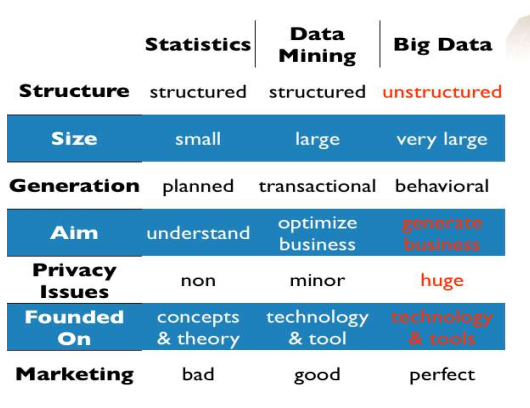 Statistics Data Mining Big Data
Structure structured structured unstructured
Size small large very large
Generation planned transactional behavioral
Aim understand optimize business generate business
Privacy Issues non minor huge
Founded On concepts & theory technology & tool technology & tools
Marketing bad good perfect